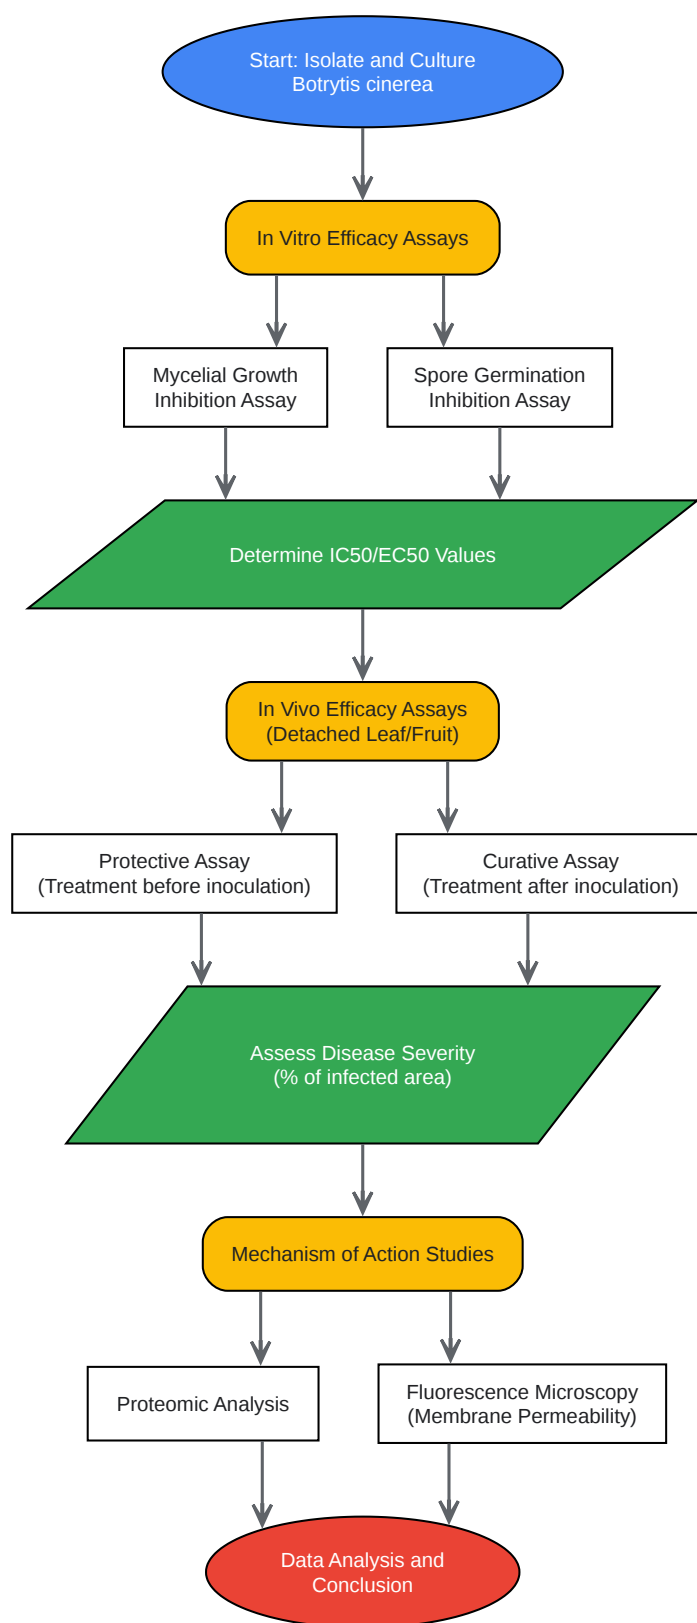 Start: Isolate and Culture
Botrytis cinerea
In Vitro Efficacy Assays
Mycelial Growth
Inhibition Assay
Spore Germination
Inhibition Assay
Determine IC50/EC50 Values
In Vivo Efficacy Assays
(Detached Leaf/Fruit)
Protective Assay
(Treatment before inoculation)
Curative Assay
(Treatment after inoculation)
Assess Disease Severity
(% of infected area)
Mechanism of Action Studies
Proteomic Analysis
Fluorescence Microscopy
(Membrane Permeability)
Data Analysis and
Conclusion